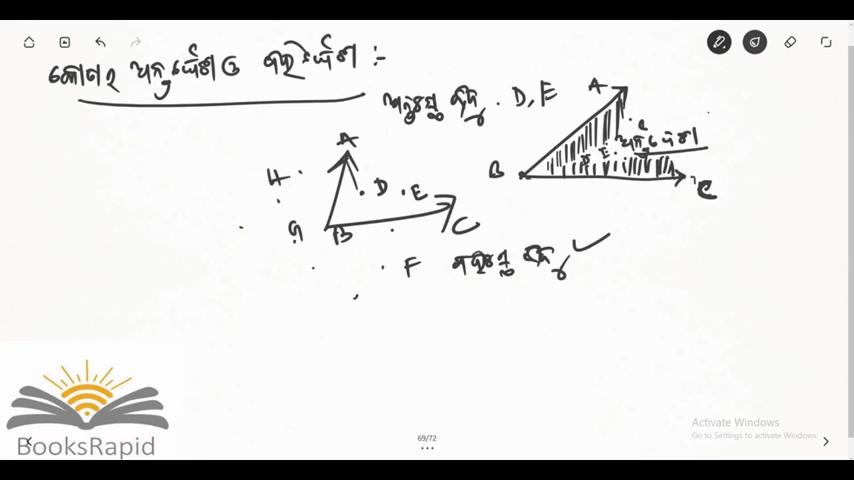 କୋଣର ଅନ୍ତର୍ଦେଶ ଓ ବହିର୍ଦେଶ :-
ଅନ୍ତଃସ୍ଥ ବିନ୍ଦୁ . D, E
A
A
ଅନ୍ତର୍ଦେଶ
D E
B C
H
D . E
G B C
F ବହିଃସ୍ଥ ବିନ୍ଦୁ
BooksRapid
69/72
Activate Windows
Go to Settings to activate Windows.